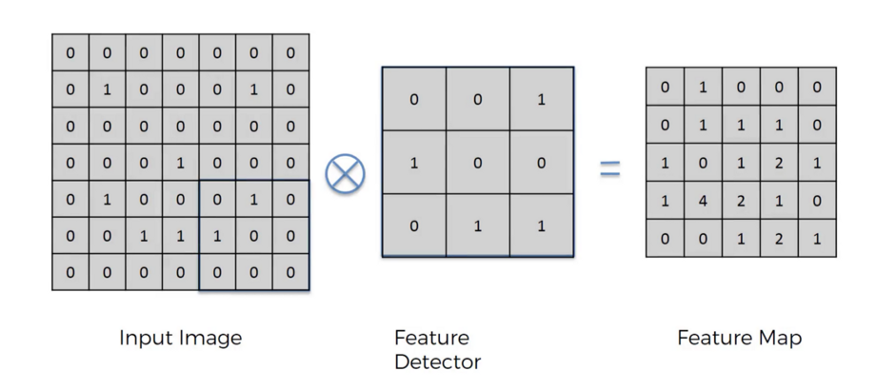 0 0 0 0 0 0 0
0 1 0 0 0 1 0
0 0 0 0 0 0 0
0 0 0 1 0 0 0
0 1 0 0 0 1 0
0 0 1 1 1 0 0
0 0 0 0 0 0 0
0 0 1
1 0 0
0 1 1
=
0 1 0 0 0
0 1 1 1 0
1 0 1 2 1
1 4 2 1 0
0 0 1 2 1
Input Image
Feature
Detector
Feature Map